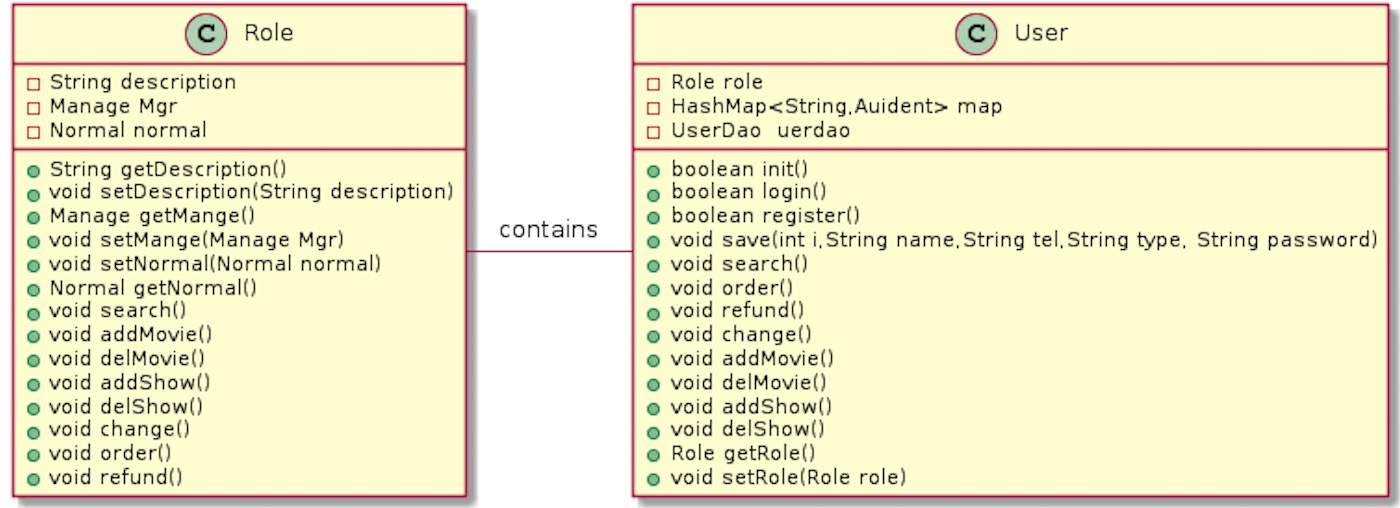 C Role
String description
Manage Mgr
Normal normal
String getDescription()
void setDescription(String description)
Manage getMange()
void setMange(Manage Mgr)
void setNormal(Normal normal)
Normal getNormal()
void search()
void addMovie()
void delMovie()
void addShow()
void delShow()
void change()
void order()
void refund()
contains
C User
Role role
HashMap<String,Auident> map
UserDao  uerdao
boolean init()
boolean login()
boolean register()
void save(int i,String name,String tel,String type, String password)
void search()
void order()
void refund()
void change()
void addMovie()
void delMovie()
void addShow()
void delShow()
Role getRole()
void setRole(Role role)